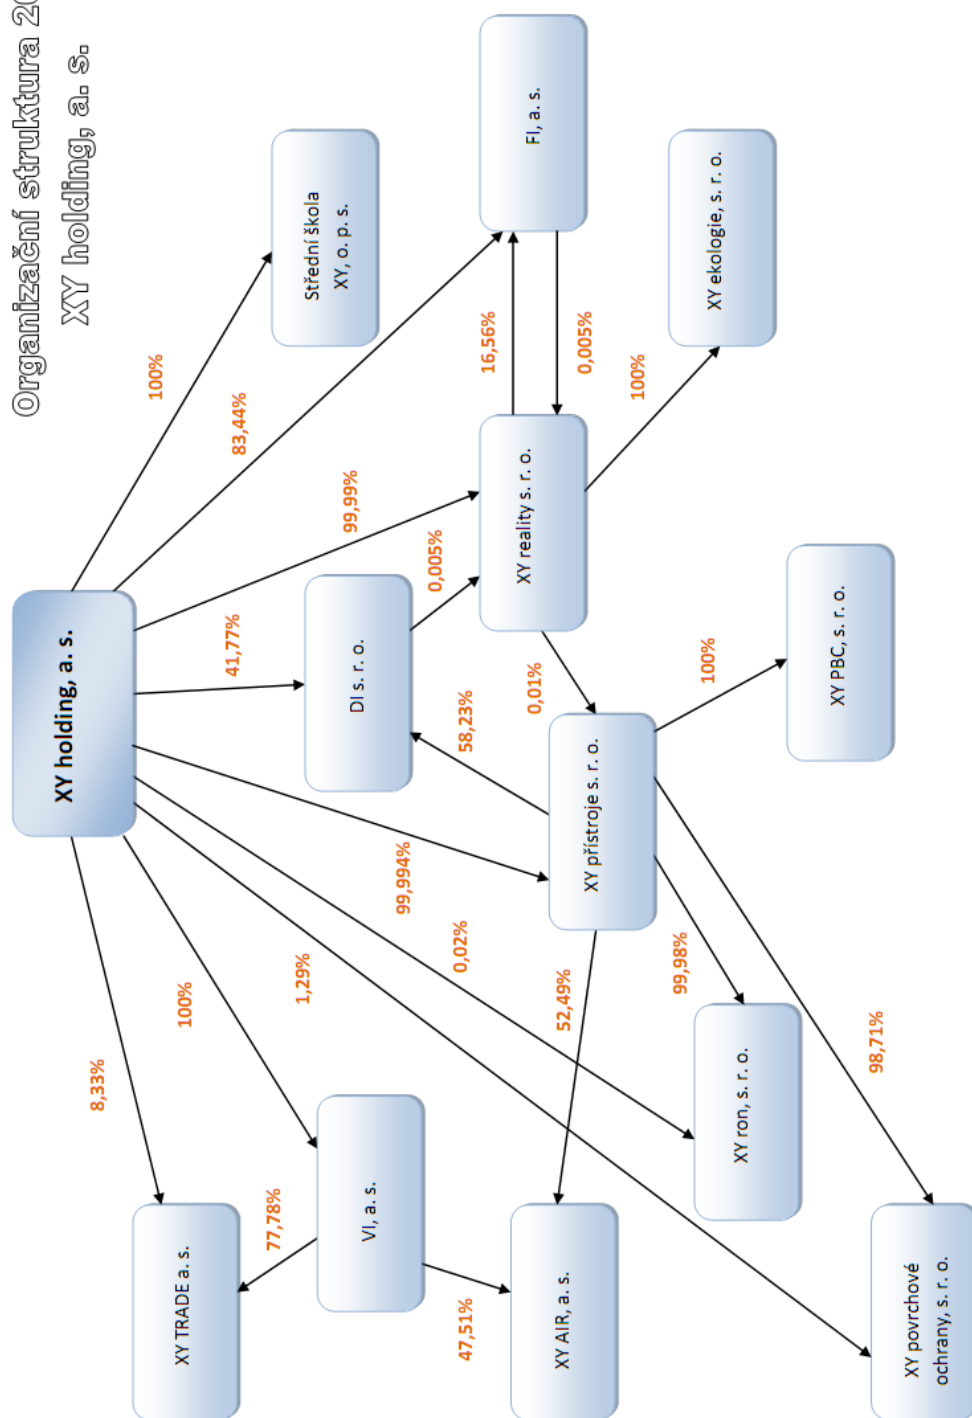 Organizační struktura 20
XY holding, a. s.
XY holding, a. s.
8,33%
100%
1,29%
0,02%
99,994%
41,77%
99,99%
83,44%
100%
Střední škola
XY, o. p. s.
XY TRADE a. s.
77,78%
VI, a. s.
47,51%
XY AIR, a. s.
52,49%
DI s. r. o.
58,23%
0,005%
XY reality s. r. o.
16,56%
0,005%
FI, a. s.
100%
XY ekologie, s. r. o.
0,01%
XY přístroje s. r. o.
99,98%
98,71%
100%
XY ron, s. r. o.
XY PBC, s. r. o.
XY povrchové
ochrany, s. r. o.